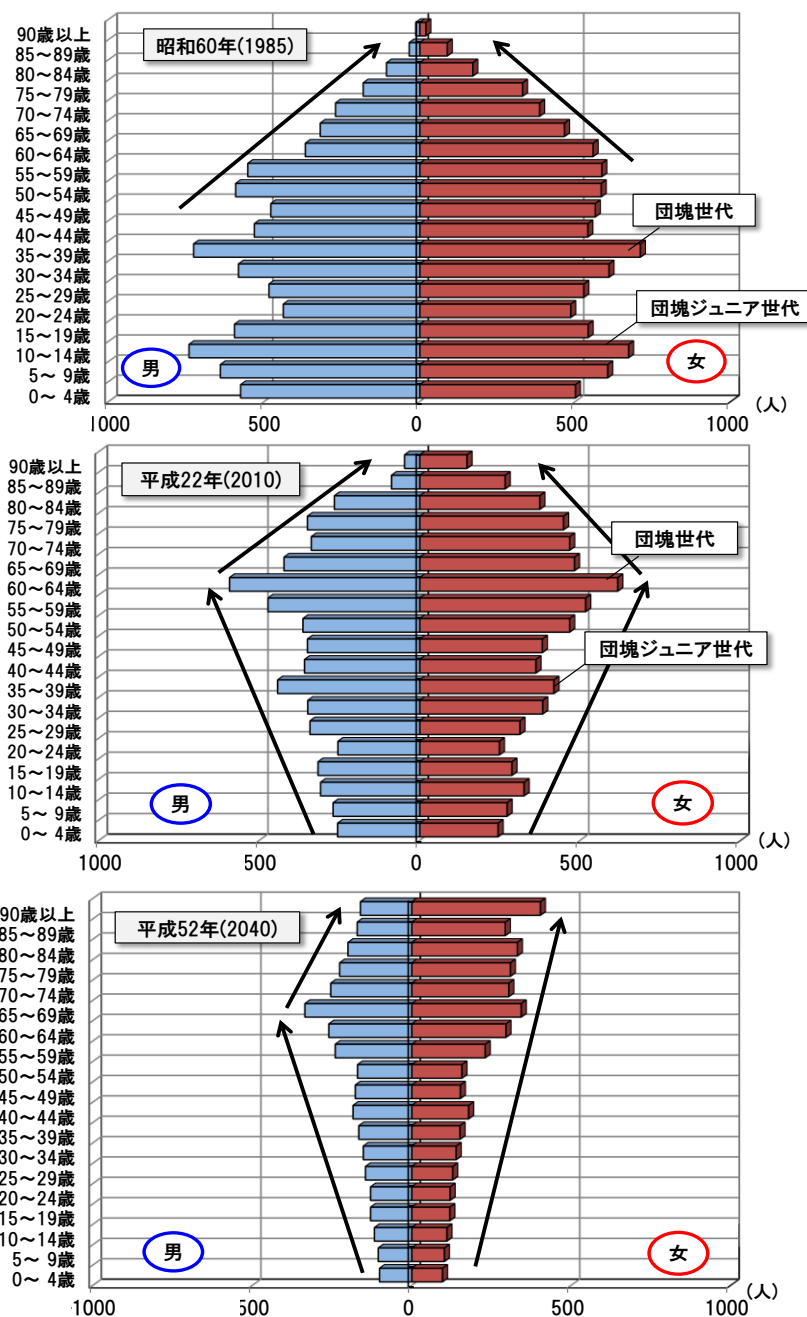 昭和60年(1985)
90歳以上
85～89歳
80～84歳
75～79歳
70～74歳
65～69歳
60～64歳
55～59歳
50～54歳
45～49歳
40～44歳
35～39歳
30～34歳
25～29歳
20～24歳
15～19歳
10～14歳
5～ 9歳
0～ 4歳
団塊世代
団塊ジュニア世代
男
女
1000
500
0
500
1000
(人)
平成22年(2010)
90歳以上
85～89歳
80～84歳
75～79歳
70～74歳
65～69歳
60～64歳
55～59歳
50～54歳
45～49歳
40～44歳
35～39歳
30～34歳
25～29歳
20～24歳
15～19歳
10～14歳
5～ 9歳
0～ 4歳
団塊世代
団塊ジュニア世代
男
女
1000
500
0
500
1000
(人)
平成52年(2040)
90歳以上
85～89歳
80～84歳
75～79歳
70～74歳
65～69歳
60～64歳
55～59歳
50～54歳
45～49歳
40～44歳
35～39歳
30～34歳
25～29歳
20～24歳
15～19歳
10～14歳
5～ 9歳
0～ 4歳
男
女
1000
500
0
500
1000
(人)